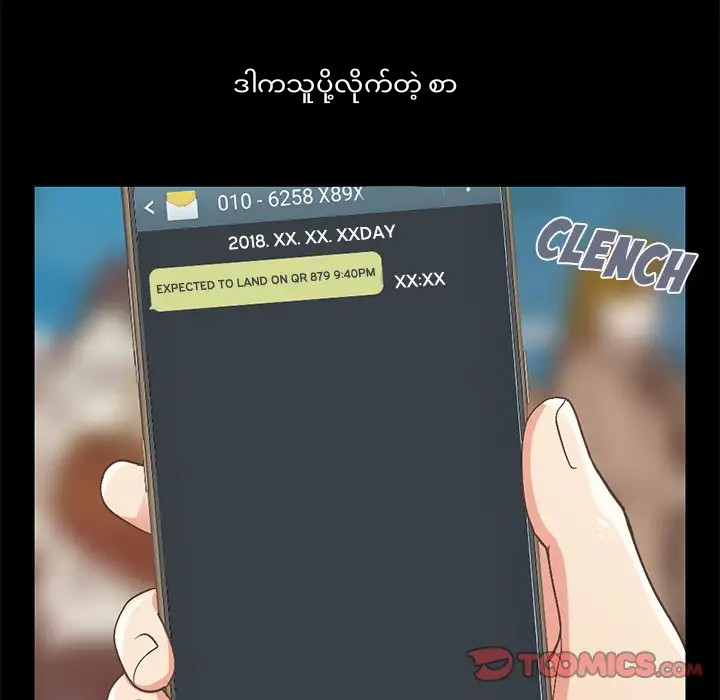 ဒါကသူပို့လိုက်တဲ့ စာ
< 010 - 6258 X89X
2018. XX. XX. XXDAY
EXPECTED TO LAND ON QR 879 9:40PM
XX:XX
CLENCH
TCOMICS.COM